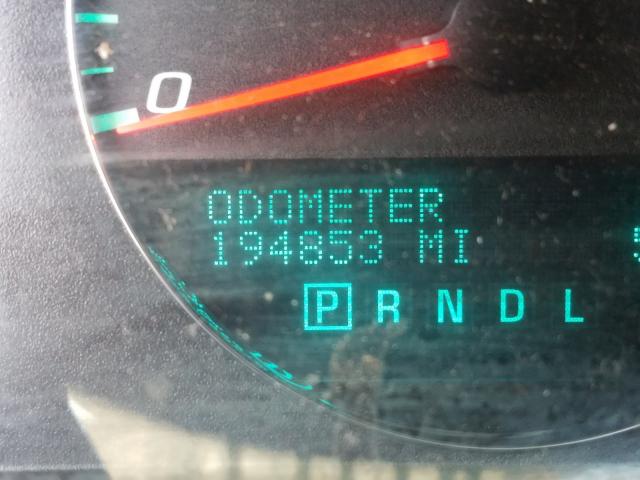 0
ODOMETER
194853 MI
P R N D L